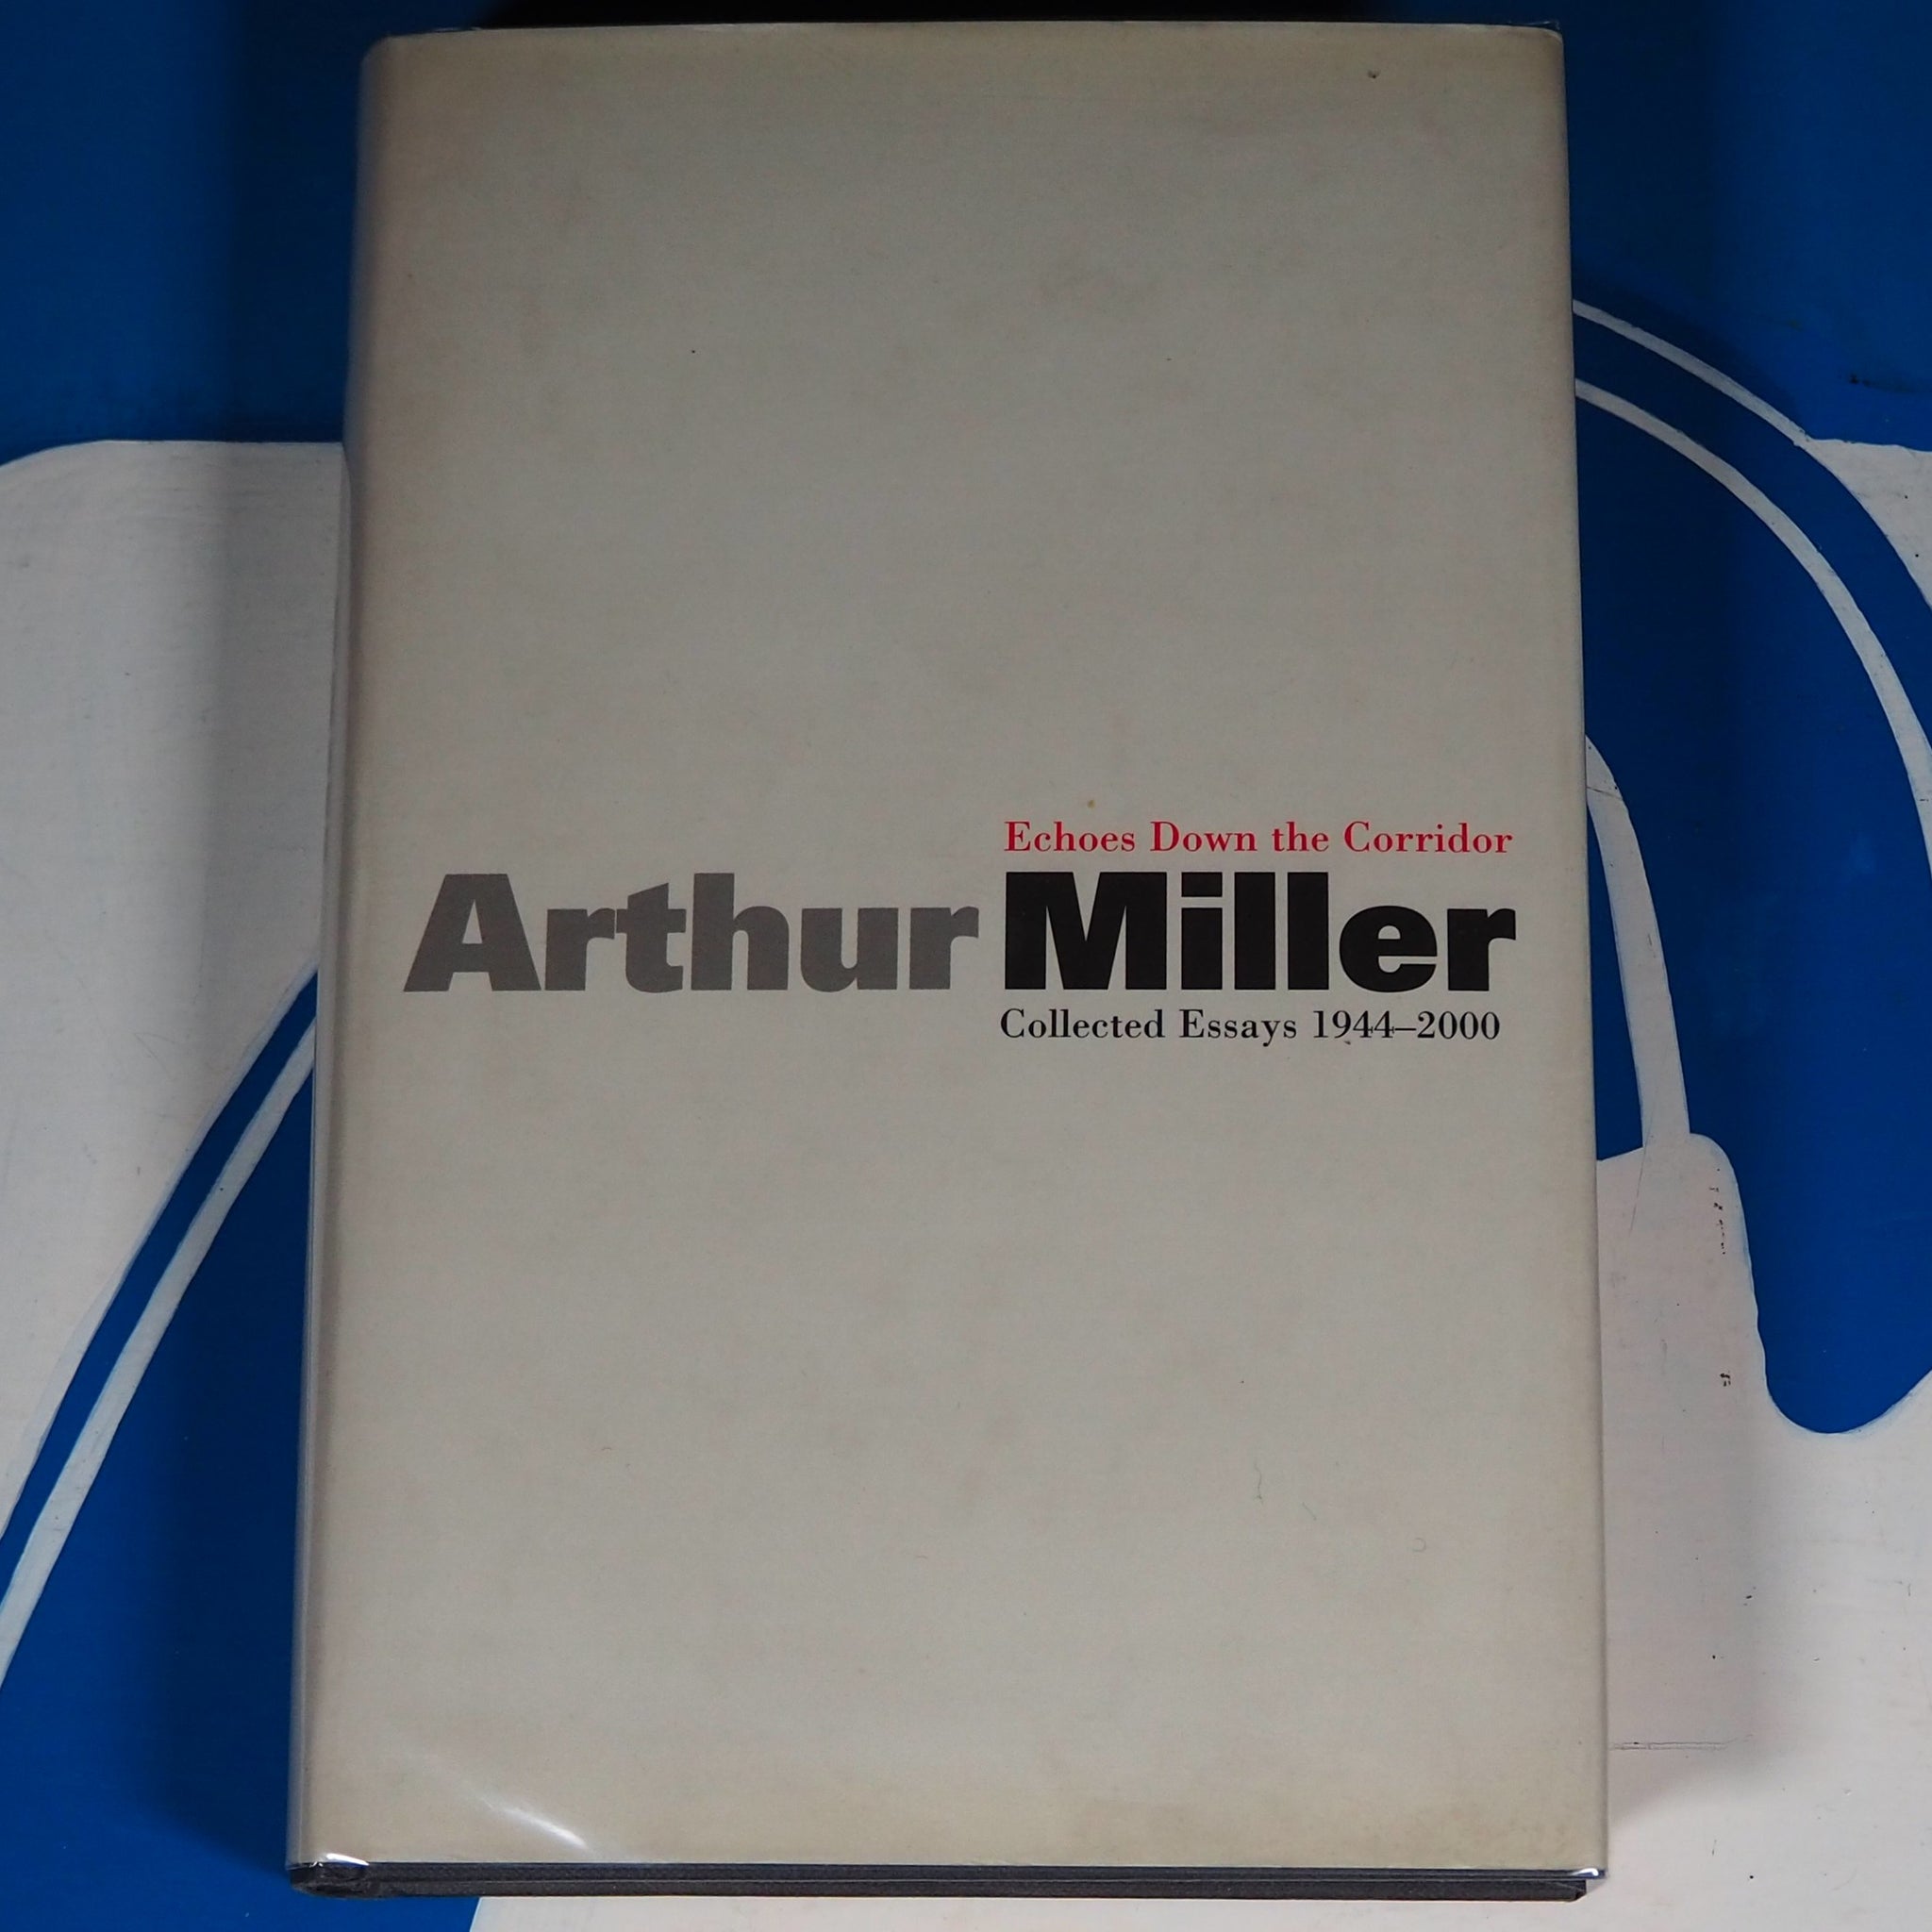 Echoes Down the Corridor
Arthur Miller
Collected Essays 1944–2000